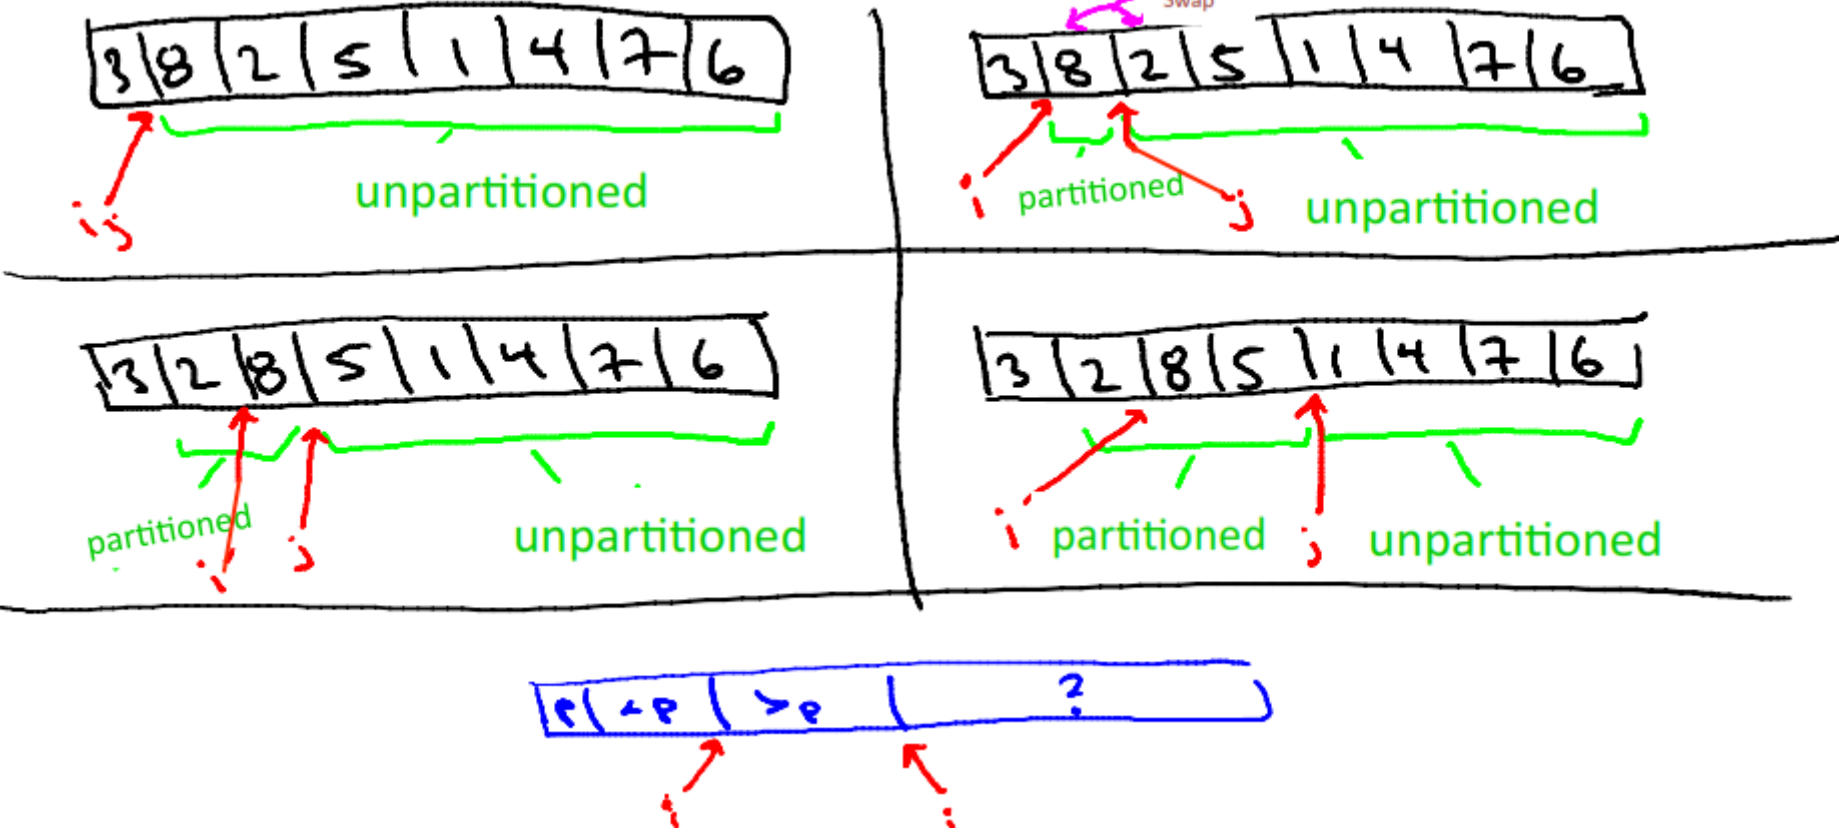 swap
3 8 2 5 1 4 7 6
3 8 2 5 1 4 7 6
unpartitioned
partitioned
unpartitioned
i j
i
j
3 2 8 5 1 4 7 6
3 2 8 5 1 4 7 6
partitioned
unpartitioned
partitioned
unpartitioned
i
j
i
j
P <P >P ?
i
j